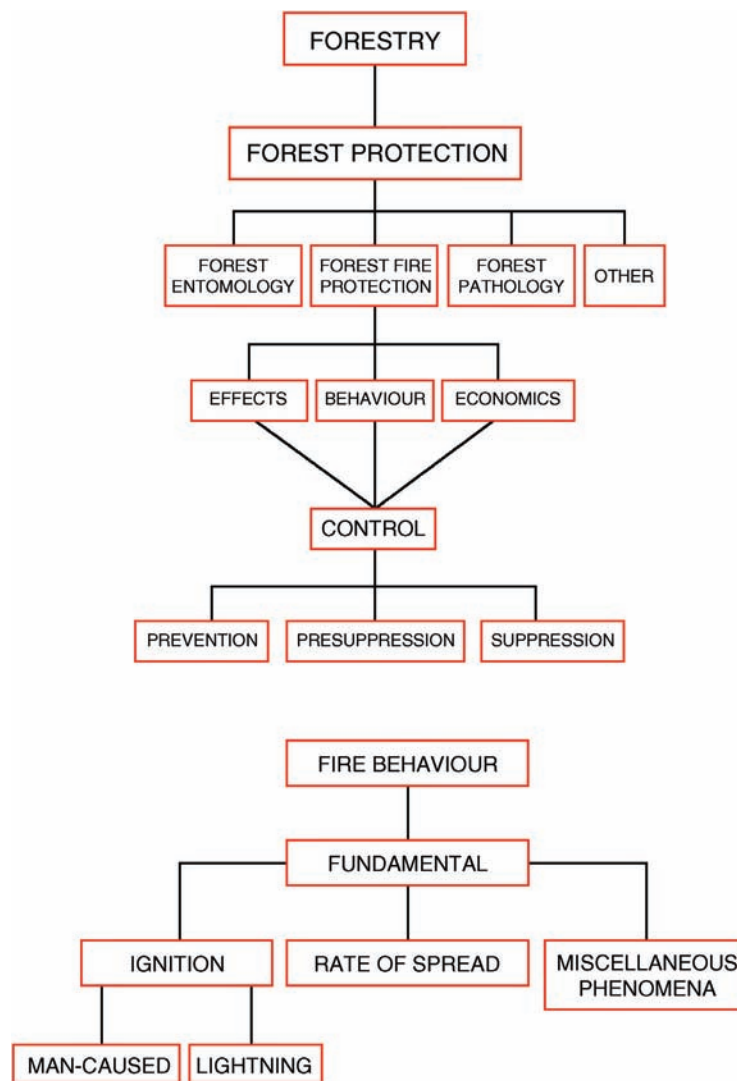 FORESTRY
FOREST PROTECTION
FOREST
ENTOMOLOGY
FOREST FIRE
PROTECTION
FOREST
PATHOLOGY
OTHER
EFFECTS
BEHAVIOUR
ECONOMICS
CONTROL
PREVENTION
PRESUPPRESSION
SUPPRESSION
FIRE BEHAVIOUR
FUNDAMENTAL
IGNITION
RATE OF SPREAD
MISCELLANEOUS
PHENOMENA
MAN-CAUSED
LIGHTNING